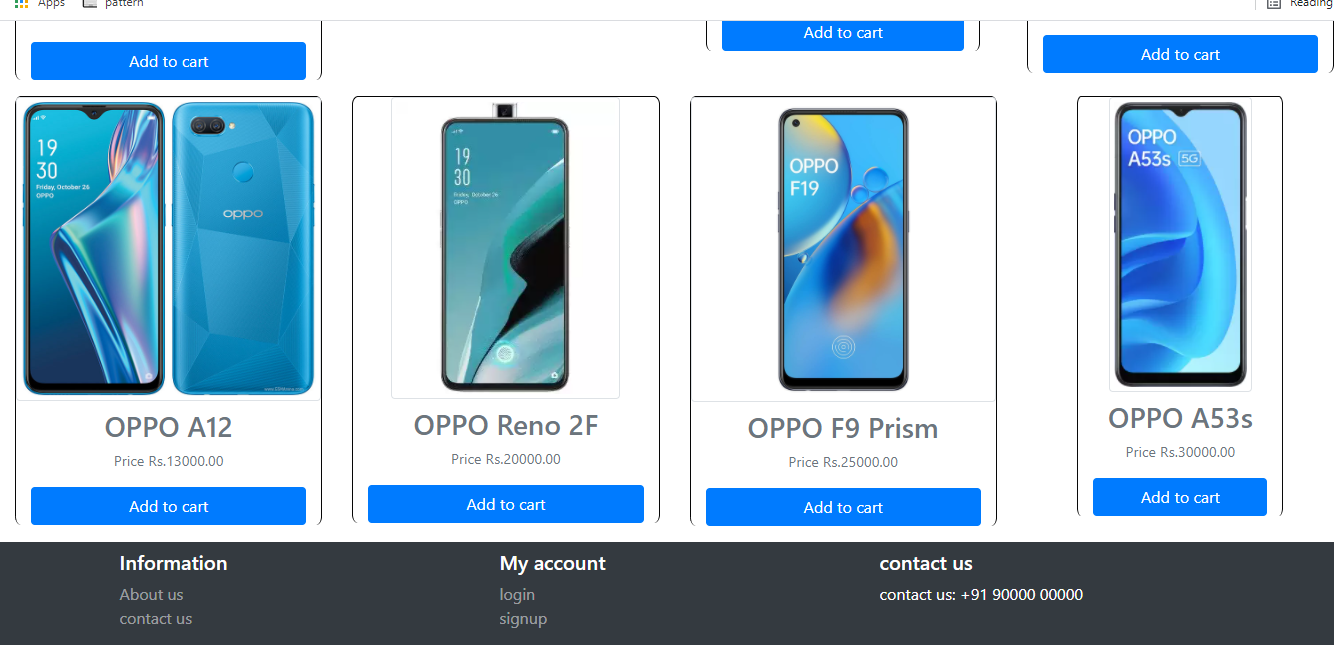 Apps pattern Reading
Add to cart Add to cart Add to cart
19
30
Friday, October 26
OPPO
oppo
19
30
Friday, October 26
OPPO
OPPO
F19
OPPO
A53s 5G
OPPO A12
Price Rs.13000.00
Add to cart
OPPO Reno 2F
Price Rs.20000.00
Add to cart
OPPO F9 Prism
Price Rs.25000.00
Add to cart
OPPO A53s
Price Rs.30000.00
Add to cart
Information
About us
contact us
My account
login
signup
contact us
contact us: +91 90000 00000